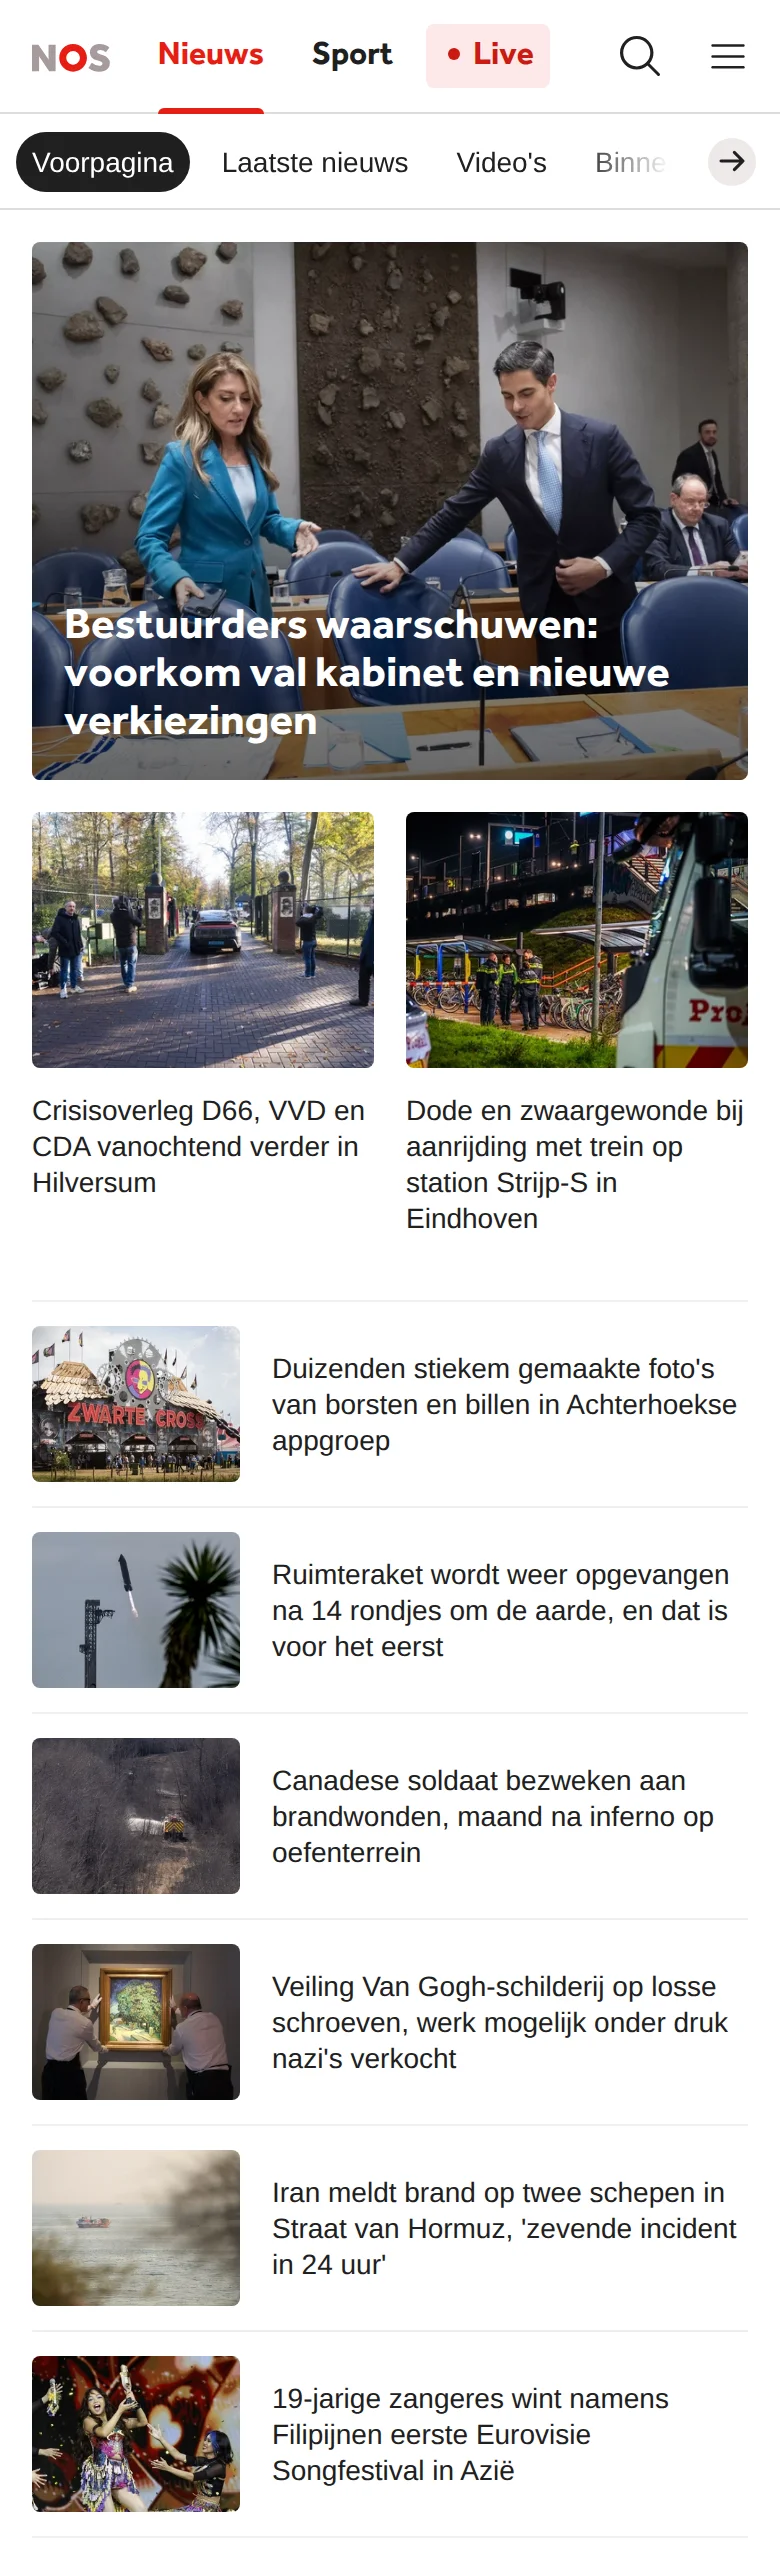 NOS Nieuws Sport Live
Voorpagina Laatste nieuws Video's Binne
Bestuurders waarschuwen:
voorkom val kabinet en nieuwe
verkiezingen
Pro
Crisisoverleg D66, VVD en
CDA vanochtend verder in
Hilversum
Dode en zwaargewonde bij
aanrijding met trein op
station Strijp-S in
Eindhoven
ZWARTE CROSS
Duizenden stiekem gemaakte foto's
van borsten en billen in Achterhoekse
appgroep
Ruimteraket wordt weer opgevangen
na 14 rondjes om de aarde, en dat is
voor het eerst
Canadese soldaat bezweken aan
brandwonden, maand na inferno op
oefenterrein
Veiling Van Gogh-schilderij op losse
schroeven, werk mogelijk onder druk
nazi's verkocht
Iran meldt brand op twee schepen in
Straat van Hormuz, 'zevende incident
in 24 uur'
19-jarige zangeres wint namens
Filipijnen eerste Eurovisie
Songfestival in Azië